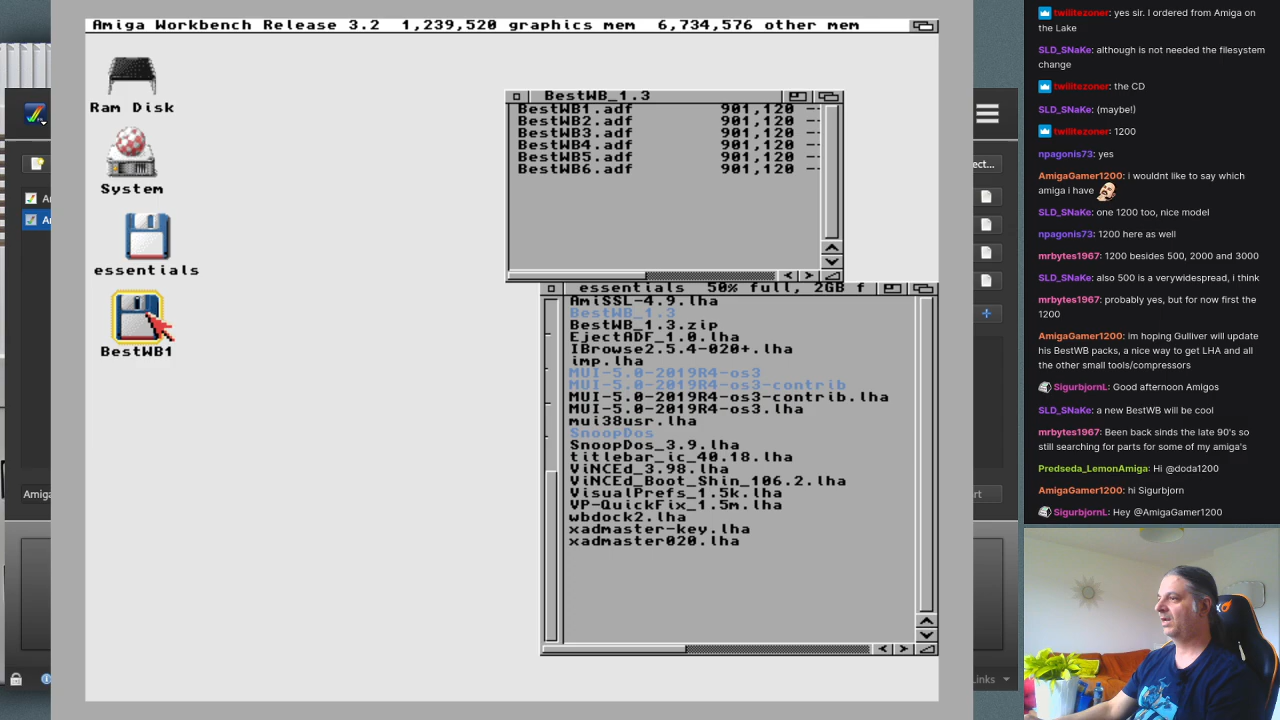 Amiga Workbench Release 3.2 1,239,520 graphics mem 6,734,576 other mem
Ram Disk
System
essentials
BestWB1
BestWB_1.3
BestWB1.adf 901,120 --
BestWB2.adf 901,120 --
BestWB3.adf 901,120 --
BestWB4.adf 901,120 --
BestWB5.adf 901,120 --
BestWB6.adf 901,120 --
essentials 50% full, 2GB f
AmiSSL-4.9.lha
BestWB_1.3
BestWB_1.3.zip
EjectADF_1.0.lha
IBrowse2.5.4-020+.lha
imp.lha
MUI-5.0-2019R4-os3
MUI-5.0-2019R4-os3-contrib
MUI-5.0-2019R4-os3-contrib.lha
MUI-5.0-2019R4-os3.lha
mui38usr.lha
SnoopDos
SnoopDos_3.9.lha
titlebar_ic_40.18.lha
ViNCEd_3.98.lha
ViNCEd_Boot_Shin_106.2.lha
VisualPrefs_1.5k.lha
VP-QuickFix_1.5m.lha
wbdock2.lha
xadmaster-key.lha
xadmaster020.lha
A
A
Amiga
ect...
rt
Links
twilitezoner: yes sir. I ordered from Amiga on
the Lake
SLD_SNaKe: although is not needed the filesystem
change
twilitezoner: the CD
SLD_SNaKe: (maybe!)
twilitezoner: 1200
npagonis73: yes
AmigaGamer1200: i wouldnt like to say which
amiga i have
SLD_SNaKe: one 1200 too, nice model
npagonis73: 1200 here as well
mrbytes1967: 1200 besides 500, 2000 and 3000
SLD_SNaKe: also 500 is a verywidespread, i think
mrbytes1967: probably yes, but for now first the
1200
AmigaGamer1200: im hoping Gulliver will update
his BestWB packs, a nice way to get LHA and all
the other small tools/compressors
SigurbjornL: Good afternoon Amigos
SLD_SNaKe: a new BestWB will be cool
mrbytes1967: Been back sinds the late 90's so
still searching for parts for some of my amiga's
Predseda_LemonAmiga: Hi @doda1200
AmigaGamer1200: hi Sigurbjorn
SigurbjornL: Hey @AmigaGamer1200